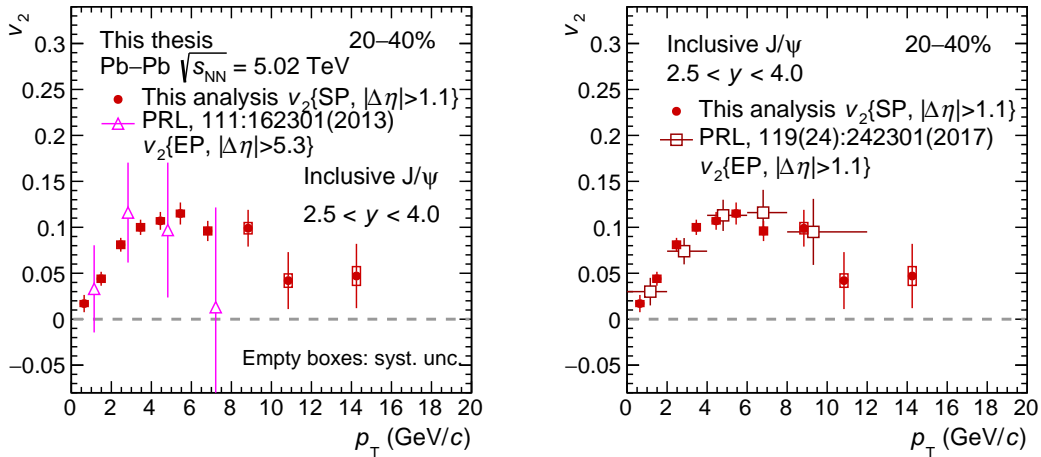 v₂
0.3
0.2
0.15
0.1
0.05
0
−0.05
This thesis
20–40%
Pb–Pb √sNN = 5.02 TeV
This analysis v₂{SP, |Δη|>1.1}
PRL, 111:162301(2013)
v₂{EP, |Δη|>5.3}
Inclusive J/ψ
2.5 < y < 4.0
Empty boxes: syst. unc.
0 2 4 6 8 10 12 14 16 18 20
pT (GeV/c)
v₂
0.3
0.2
0.15
0.1
0.05
0
−0.05
Inclusive J/ψ
20–40%
2.5 < y < 4.0
This analysis v₂{SP, |Δη|>1.1}
PRL, 119(24):242301(2017)
v₂{EP, |Δη|>1.1}
0 2 4 6 8 10 12 14 16 18 20
pT (GeV/c)